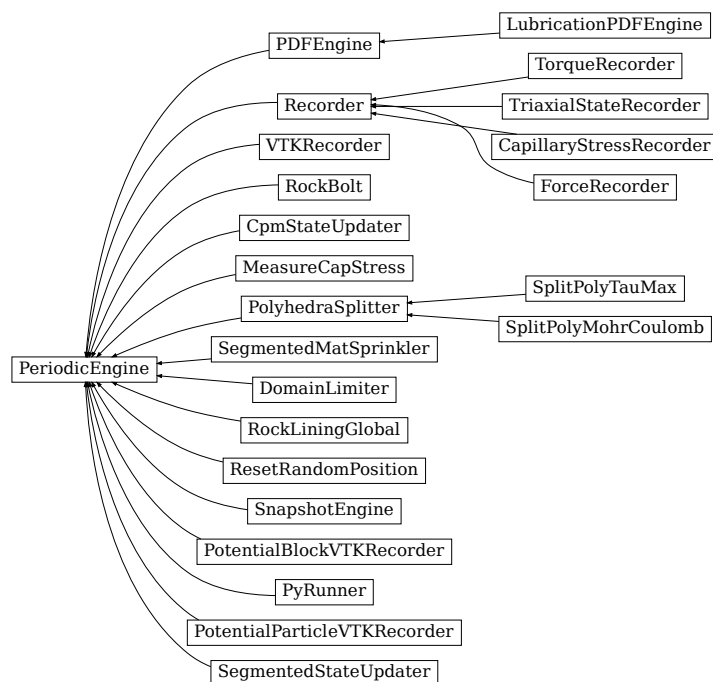 LubricationPDFEngine
PDFEngine
TorqueRecorder
Recorder
TriaxialStateRecorder
VTKRecorder
CapillaryStressRecorder
RockBolt
ForceRecorder
CpmStateUpdater
MeasureCapStress
SplitPolyTauMax
PolyhedraSplitter
SplitPolyMohrCoulomb
SegmentedMatSprinkler
PeriodicEngine
DomainLimiter
RockLiningGlobal
ResetRandomPosition
SnapshotEngine
PotentialBlockVTKRecorder
PyRunner
PotentialParticleVTKRecorder
SegmentedStateUpdater